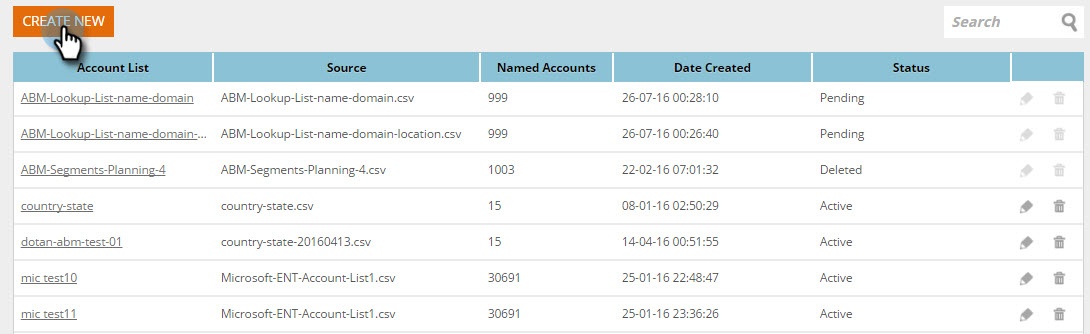 CREATE NEW
Search
Account List Source Named Accounts Date Created Status
ABM-Lookup-List-name-domain ABM-Lookup-List-name-domain.csv 999 26-07-16 00:28:10 Pending
ABM-Lookup-List-name-domain-... ABM-Lookup-List-name-domain-location.csv 999 26-07-16 00:26:40 Pending
ABM-Segments-Planning-4 ABM-Segments-Planning-4.csv 1003 22-02-16 07:01:32 Deleted
country-state country-state.csv 15 08-01-16 02:50:29 Active
dotan-abm-test-01 country-state-20160413.csv 15 14-04-16 00:51:55 Active
mic test10 Microsoft-ENT-Account-List1.csv 30691 25-01-16 22:48:47 Active
mic test11 Microsoft-ENT-Account-List1.csv 30691 25-01-16 23:36:26 Active